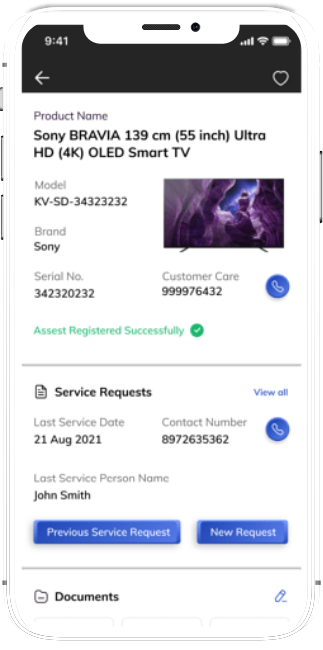 9:41
Product Name
Sony BRAVIA 139 cm (55 inch) Ultra
HD (4K) OLED Smart TV
Model
KV-SD-34323232
Brand
Sony
Serial No. Customer Care
342320232 999976432
Assest Registered Successfully
Service Requests View all
Last Service Date Contact Number
21 Aug 2021 8972635362
Last Service Person Name
John Smith
Previous Service Request New Request
Documents